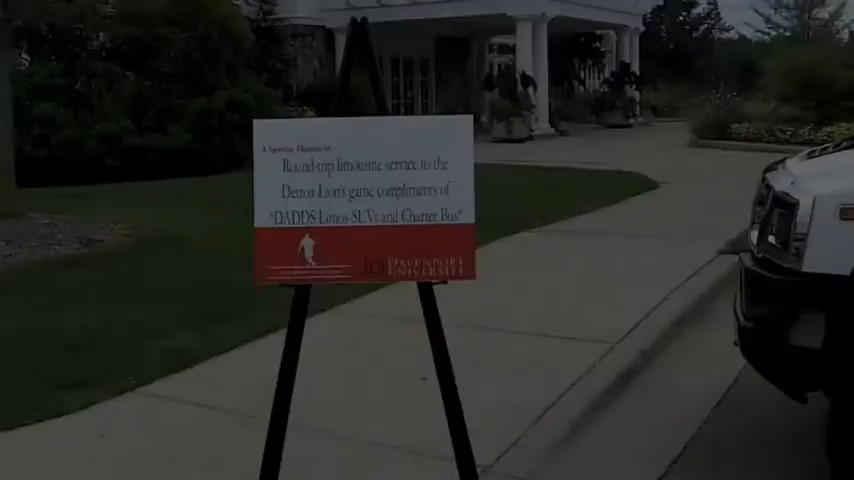 A Special Thanks to:
Round-trip limousine service to the
Detroit Lion's game compliments of
"DADDS Limos-SUVs and Charter Bus"
DAVENPORT
UNIVERSITY